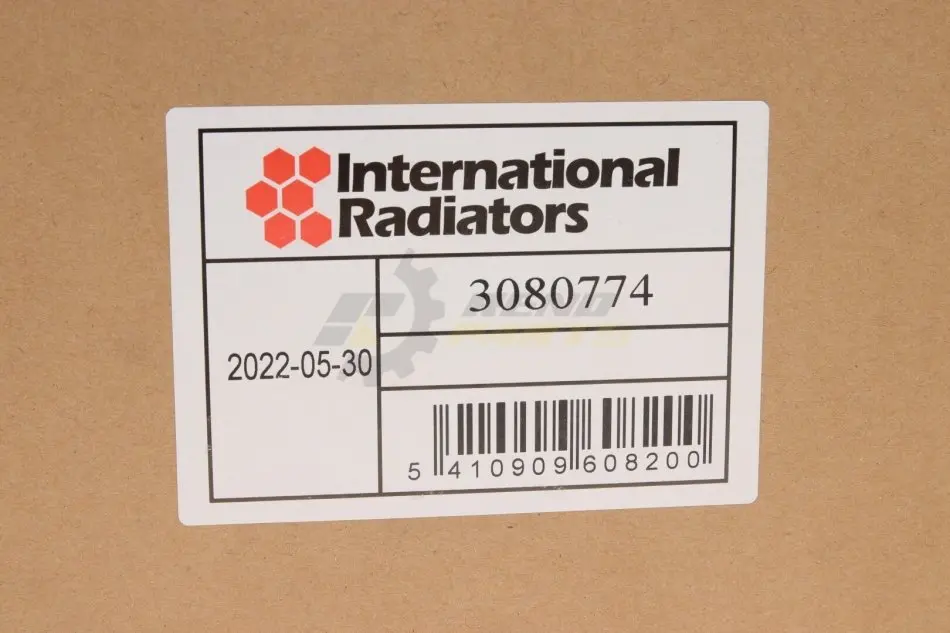 International
Radiators
3080774
2022-05-30
5 410909 608200